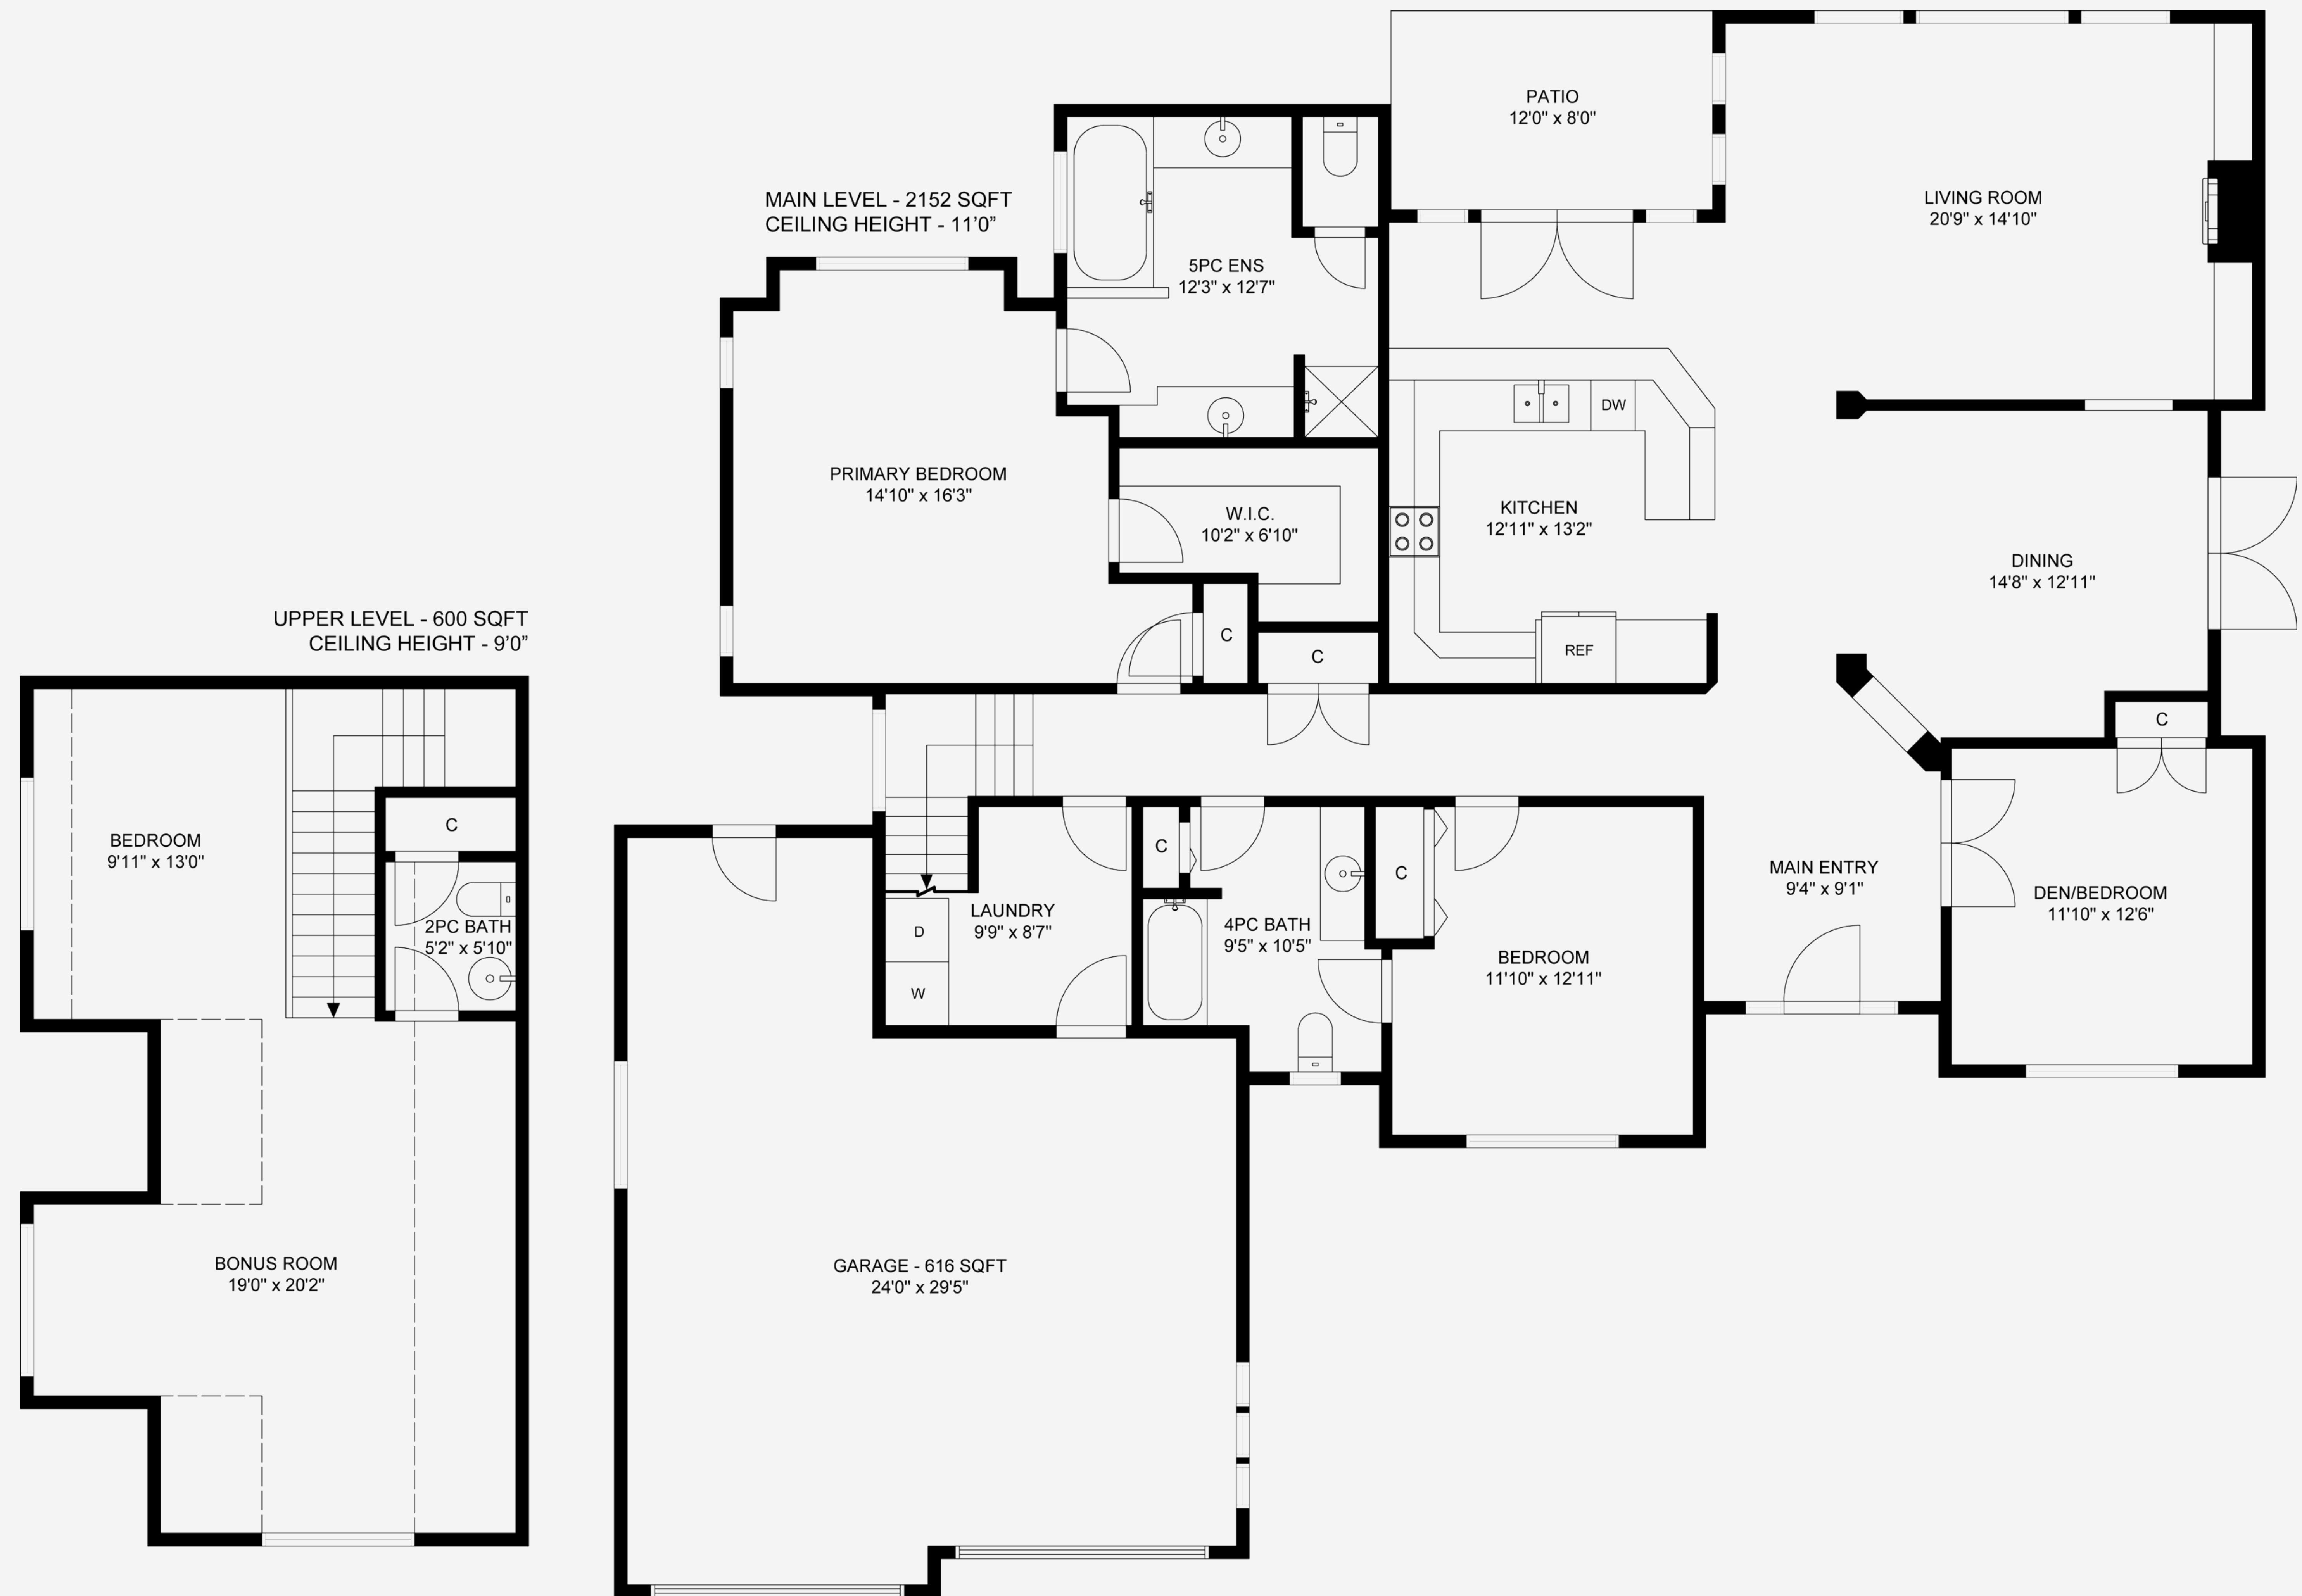 PATIO
12'0" x 8'0"
MAIN LEVEL - 2152 SQFT
CEILING HEIGHT - 11’0”
LIVING ROOM
20'9" x 14'10"
5PC ENS
12'3" x 12'7"
DW
PRIMARY BEDROOM
14'10" x 16'3"
W.I.C.
10'2" x 6'10"
KITCHEN
12'11" x 13'2"
DINING
14'8" x 12'11"
UPPER LEVEL - 600 SQFT
CEILING HEIGHT - 9’0”
C
C
REF
C
BEDROOM
9'11" x 13'0"
C
C
C
MAIN ENTRY
9'4" x 9'1"
DEN/BEDROOM
11'10" x 12'6"
2PC BATH
5'2" x 5'10"
D
W
LAUNDRY
9'9" x 8'7"
4PC BATH
9'5" x 10'5"
BEDROOM
11'10" x 12'11"
BONUS ROOM
19'0" x 20'2"
GARAGE - 616 SQFT
24'0" x 29'5"